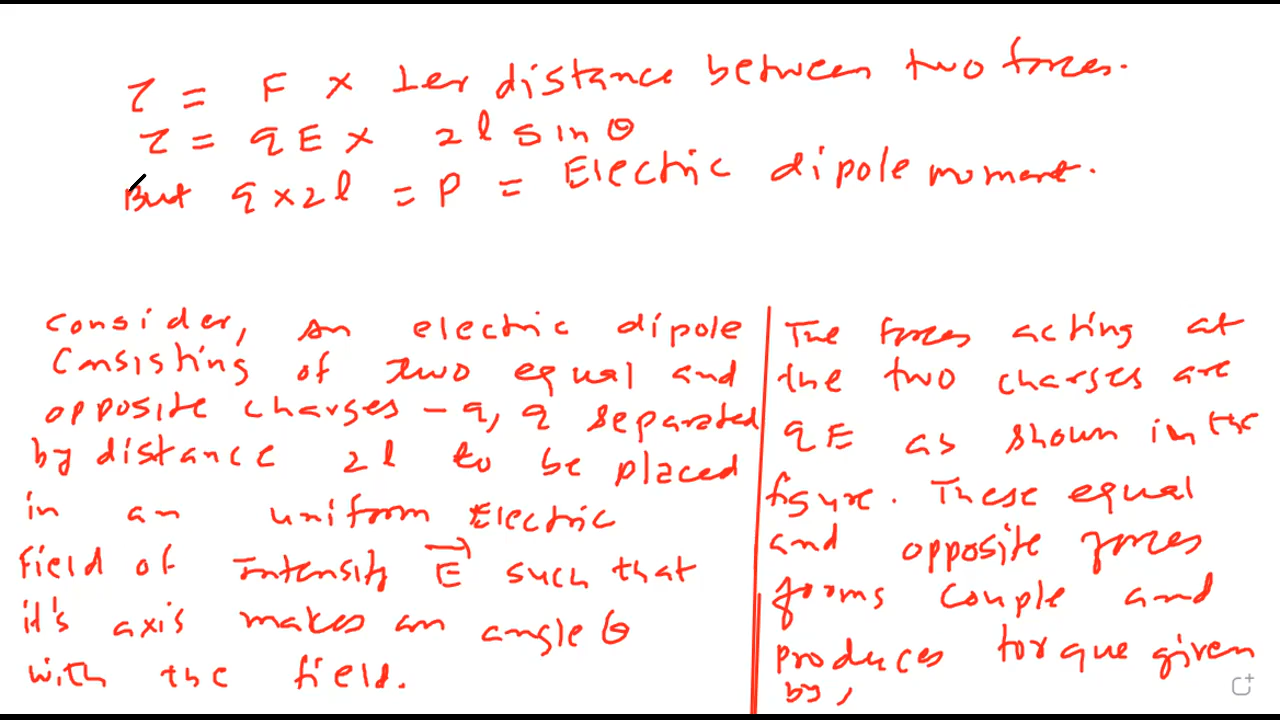 τ = F × ⊥er distance between two forces.
τ = qE × 2l sin θ
But q × 2l = P = Electric dipole moment.
consider, an electric dipole
Consisting of two equal and
opposite charges - q, q separated
by distance 2l to be placed
in an uniform Electric
field of intensity E⃗ such that
it's axis makes an angle θ
with the field.
The forces acting at
the two charges are
qE as shown in the
figure. These equal
and opposite forces
forms couple and
produces torque given
by,